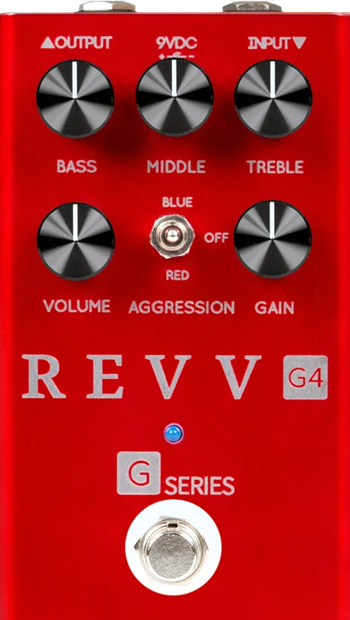 ▲OUTPUT 9VDC INPUT▼
BASS MIDDLE TREBLE
BLUE
OFF
RED
VOLUME AGGRESSION GAIN
REVV G4
G SERIES